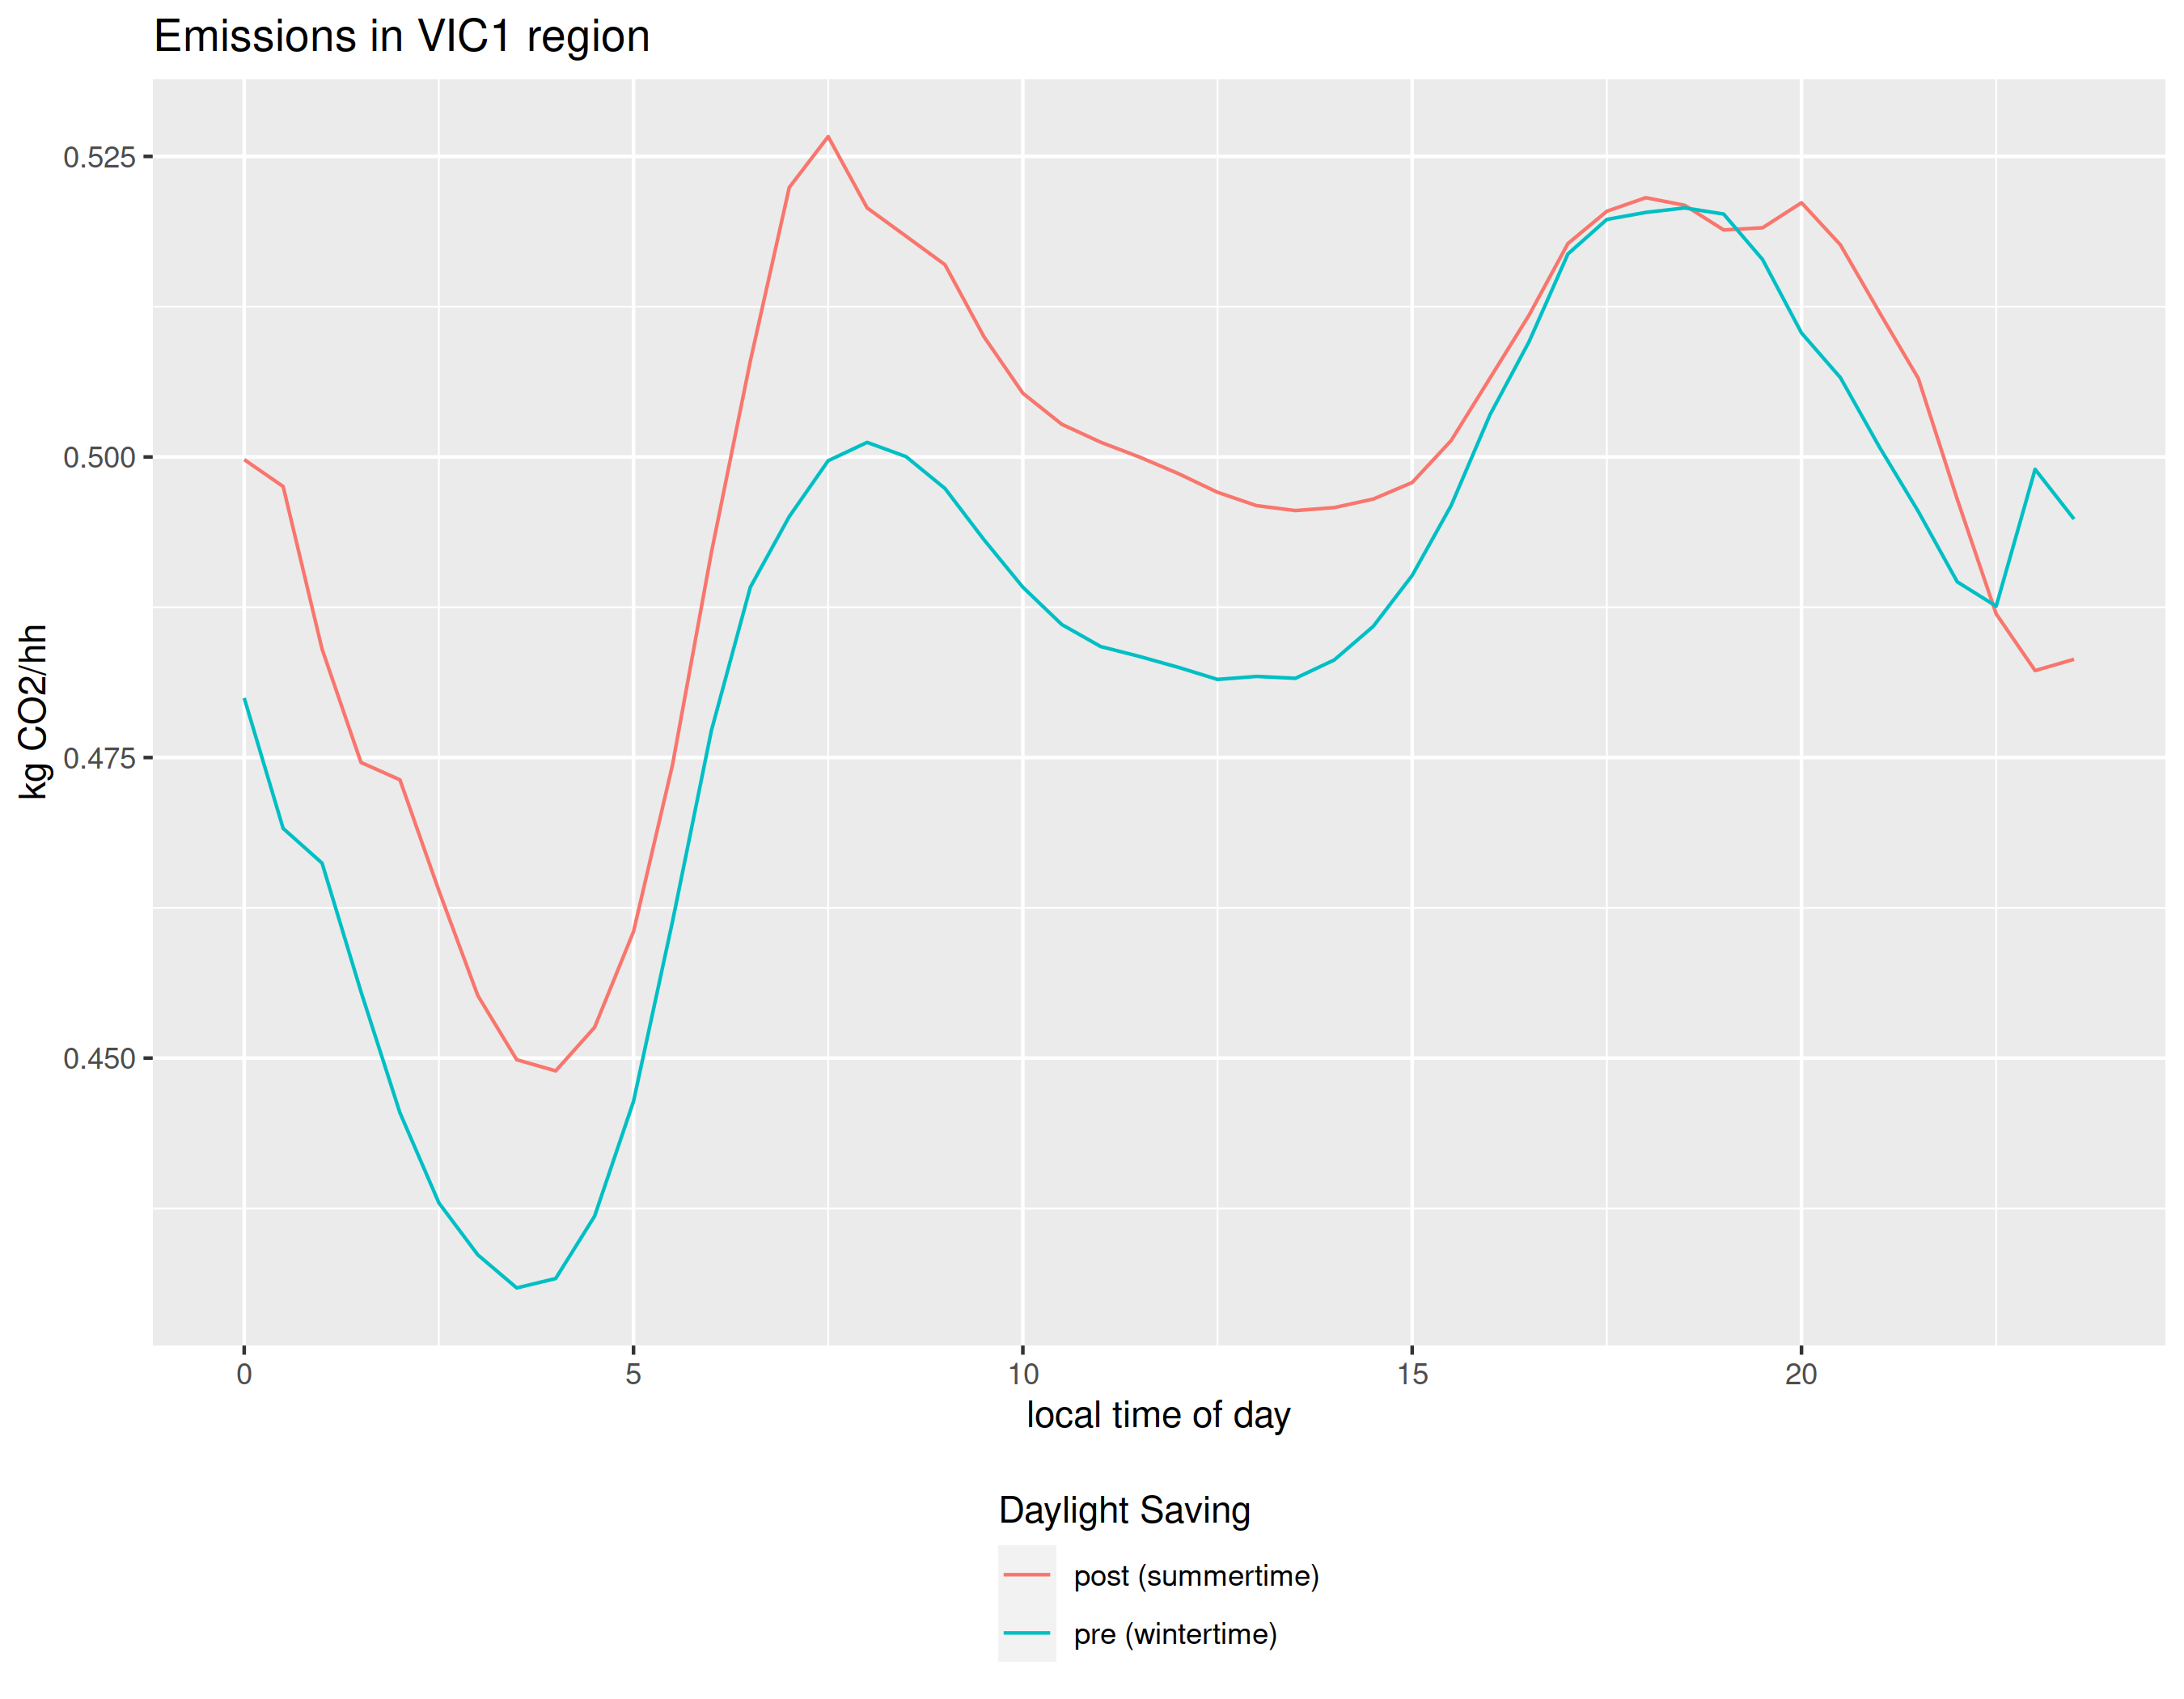 Emissions in VIC1 region
0.525
0.500
0.475
0.450
kg CO2/hh
0 5 10 15 20
local time of day
Daylight Saving
post (summertime)
pre (wintertime)